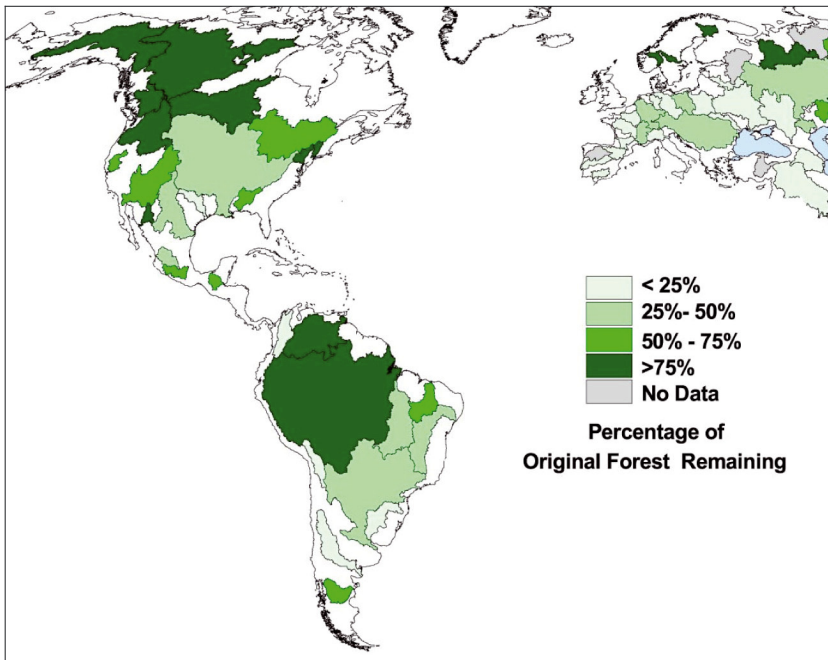 < 25%
25%- 50%
50% - 75%
>75%
No Data
Percentage of
Original Forest Remaining